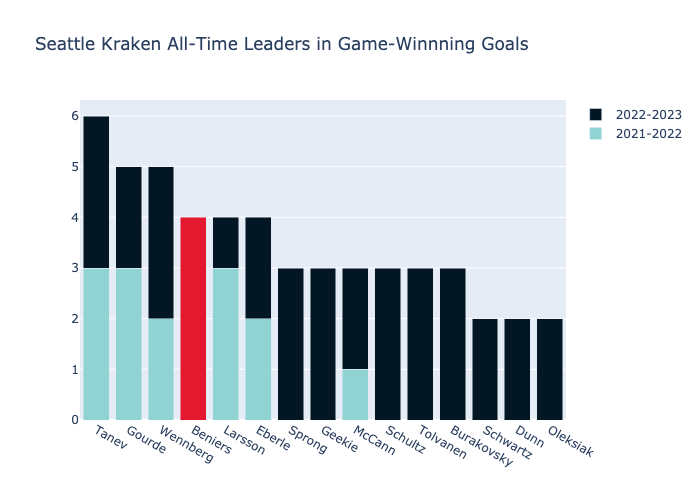 Seattle Kraken All-Time Leaders in Game-Winnning Goals
2022-2023
2021-2022
6
5
4
3
2
1
0
Tanev
Gourde
Wennberg
Beniers
Larsson
Eberle
Sprong
Geekie
McCann
Schultz
Tolvanen
Burakovsky
Schwartz
Dunn
Oleksiak